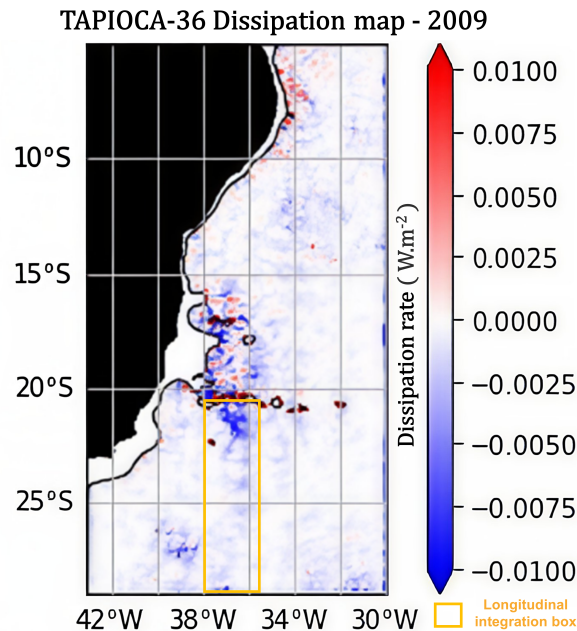 TAPIOCA-36 Dissipation map - 2009
10°S
15°S
20°S
25°S
42°W 38°W 34°W 30°W
Dissipation rate ( W.m-2 )
0.0100
0.0075
0.0050
0.0025
0.0000
−0.0025
−0.0050
−0.0075
−0.0100
Longitudinal
integration box